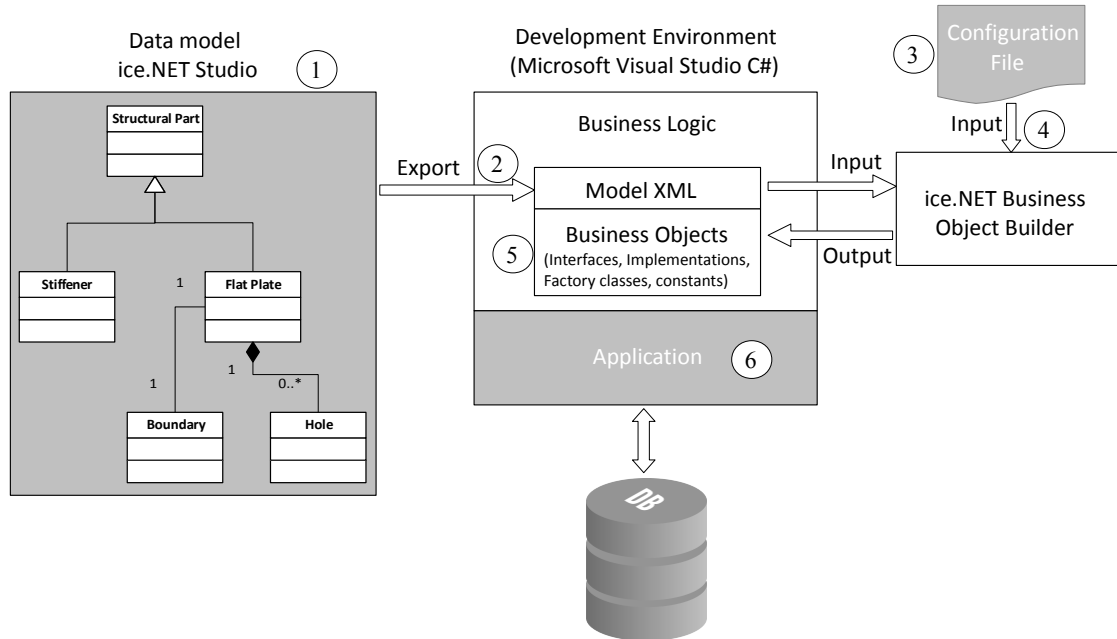 Data model
ice.NET Studio
1
Structural Part
Stiffener
Flat Plate
1
1
1
0..*
Boundary
Hole
Export
2
Development Environment
(Microsoft Visual Studio C#)
Business Logic
Model XML
5
Business Objects
(Interfaces, Implementations,
Factory classes, constants)
Application
6
DB
Input
Output
3
Configuration
File
Input
4
ice.NET Business
Object Builder